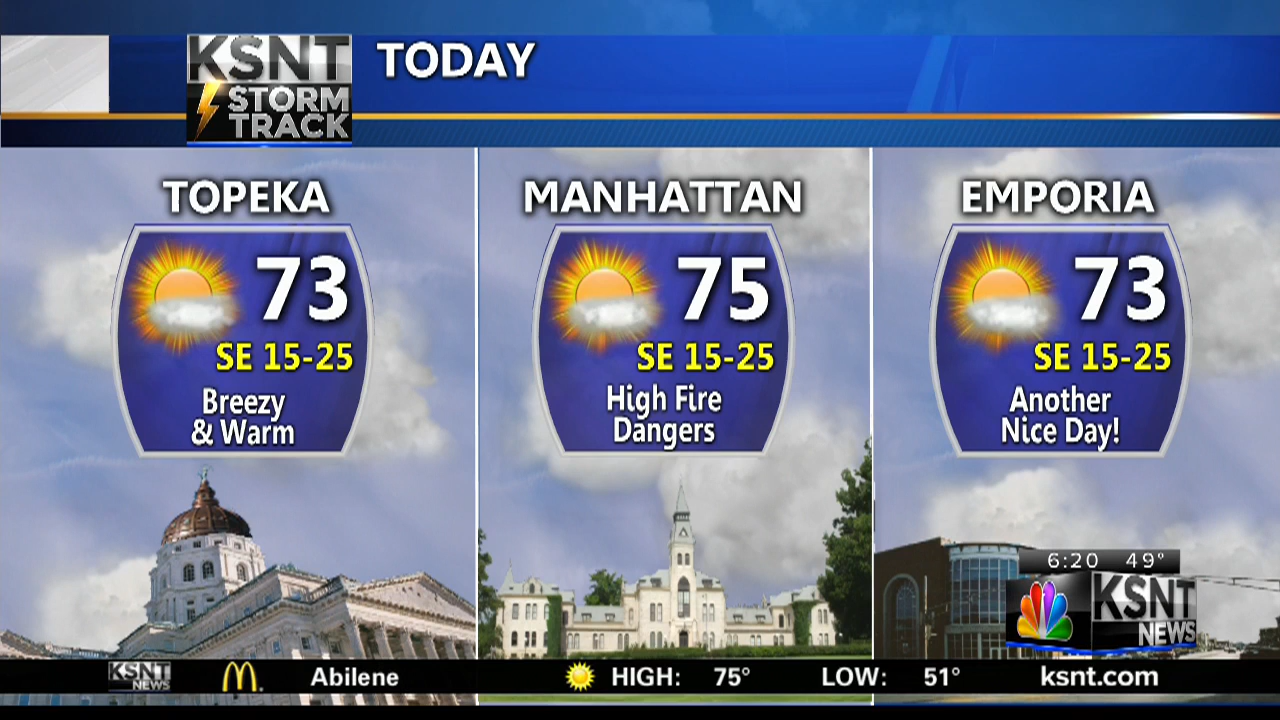 KSNT
STORM
TRACK
TODAY
TOPEKA
73
SE 15-25
Breezy
& Warm
MANHATTAN
75
SE 15-25
High Fire
Dangers
EMPORIA
73
SE 15-25
Another
Nice Day!
6:20 49°
KSNT
NEWS
KSNT
NEWS
Abilene HIGH: 75° LOW: 51° ksnt.com